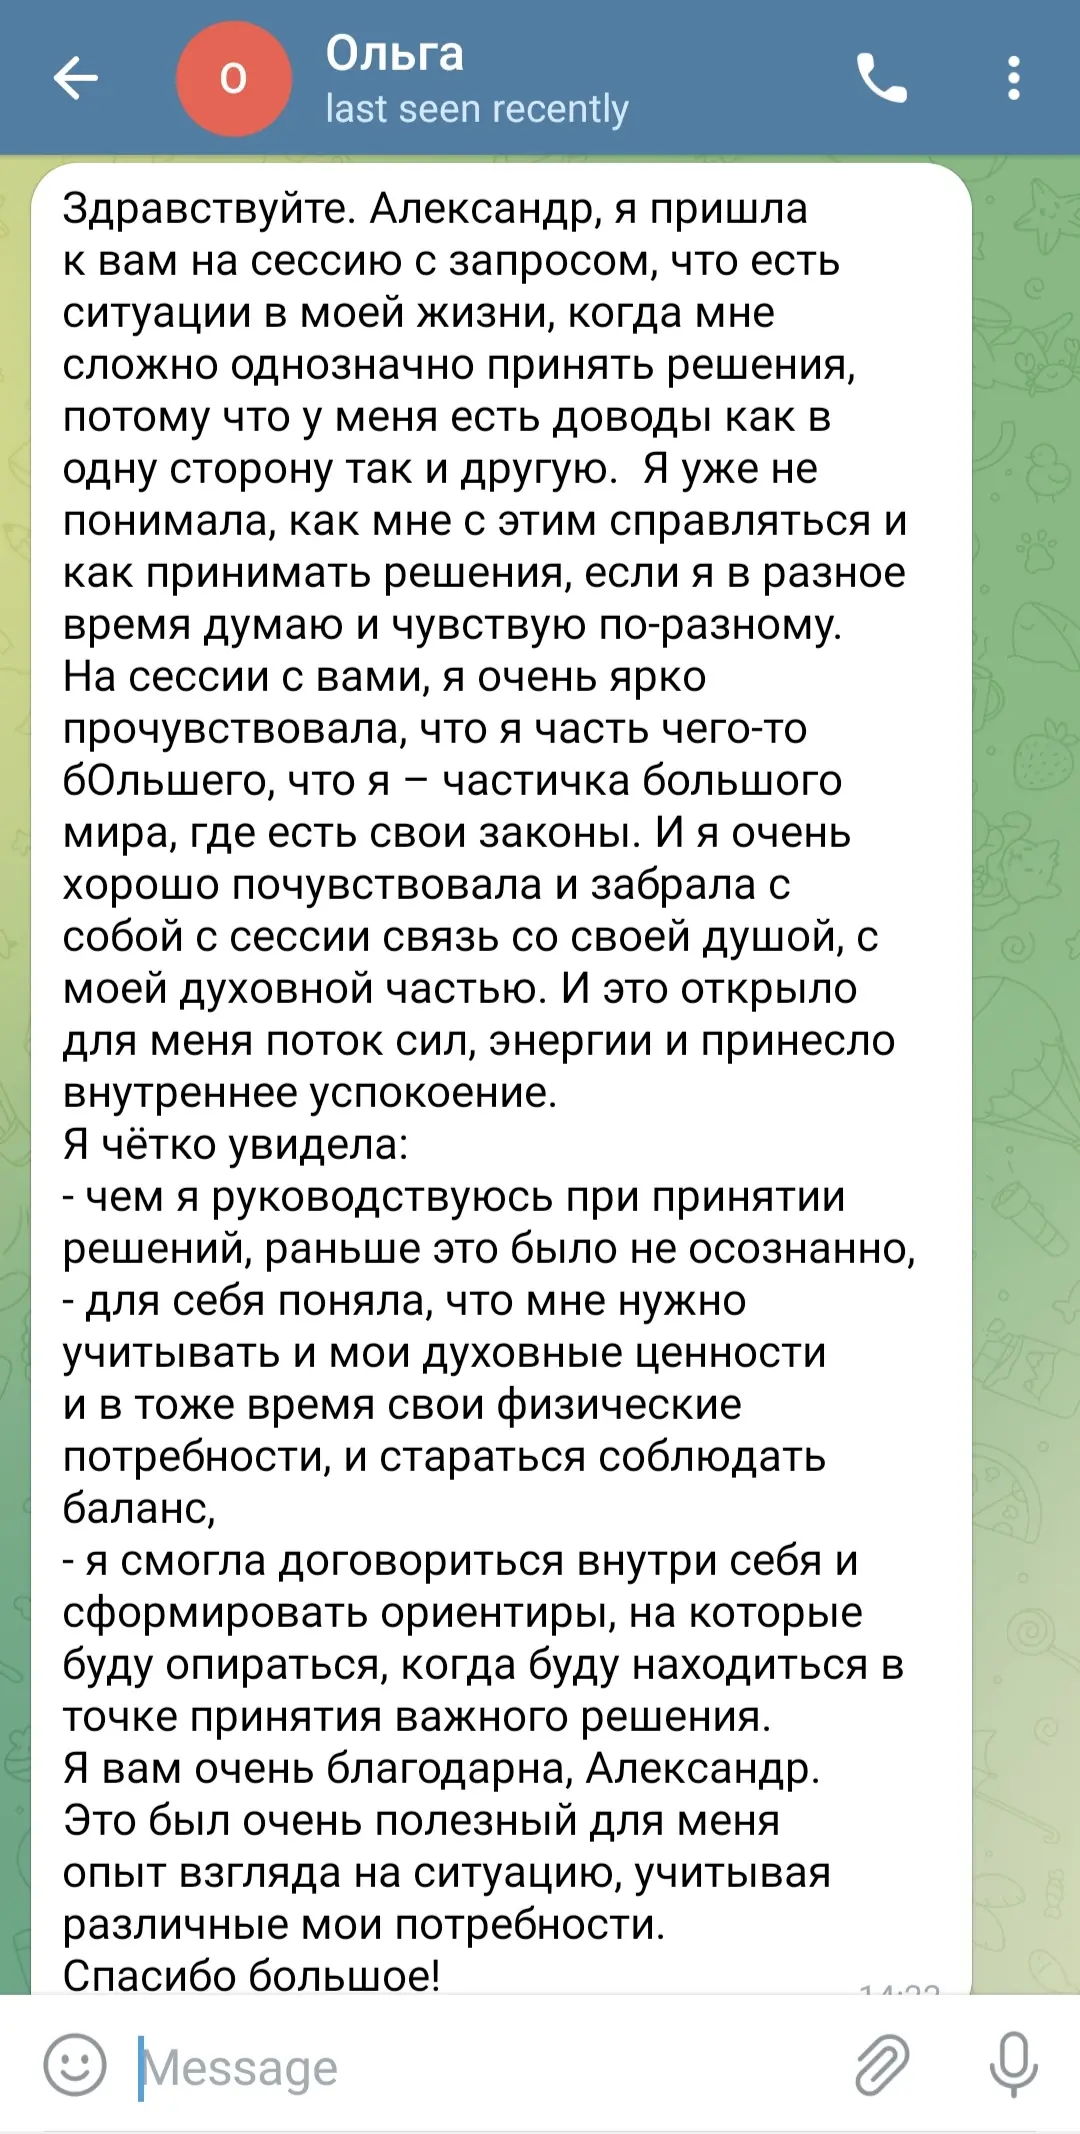 Ольга
О
last seen recently
Здравствуйте. Александр, я пришла
к вам на сессию с запросом, что есть
ситуации в моей жизни, когда мне
сложно однозначно принять решения,
потому что у меня есть доводы как в
одну сторону так и другую.  Я уже не
понимала, как мне с этим справляться и
как принимать решения, если я в разное
время думаю и чувствую по-разному.
На сессии с вами, я очень ярко
прочувствовала, что я часть чего-то
бОльшего, что я – частичка большого
мира, где есть свои законы. И я очень
хорошо почувствовала и забрала с
собой с сессии связь со своей душой, с
моей духовной частью. И это открыло
для меня поток сил, энергии и принесло
внутреннее успокоение.
Я чётко увидела:
- чем я руководствуюсь при принятии
решений, раньше это было не осознанно,
- для себя поняла, что мне нужно
учитывать и мои духовные ценности
и в тоже время свои физические
потребности, и стараться соблюдать
баланс,
- я смогла договориться внутри себя и
сформировать ориентиры, на которые
буду опираться, когда буду находиться в
точке принятия важного решения.
Я вам очень благодарна, Александр.
Это был очень полезный для меня
опыт взгляда на ситуацию, учитывая
различные мои потребности.
Спасибо большое!
Message